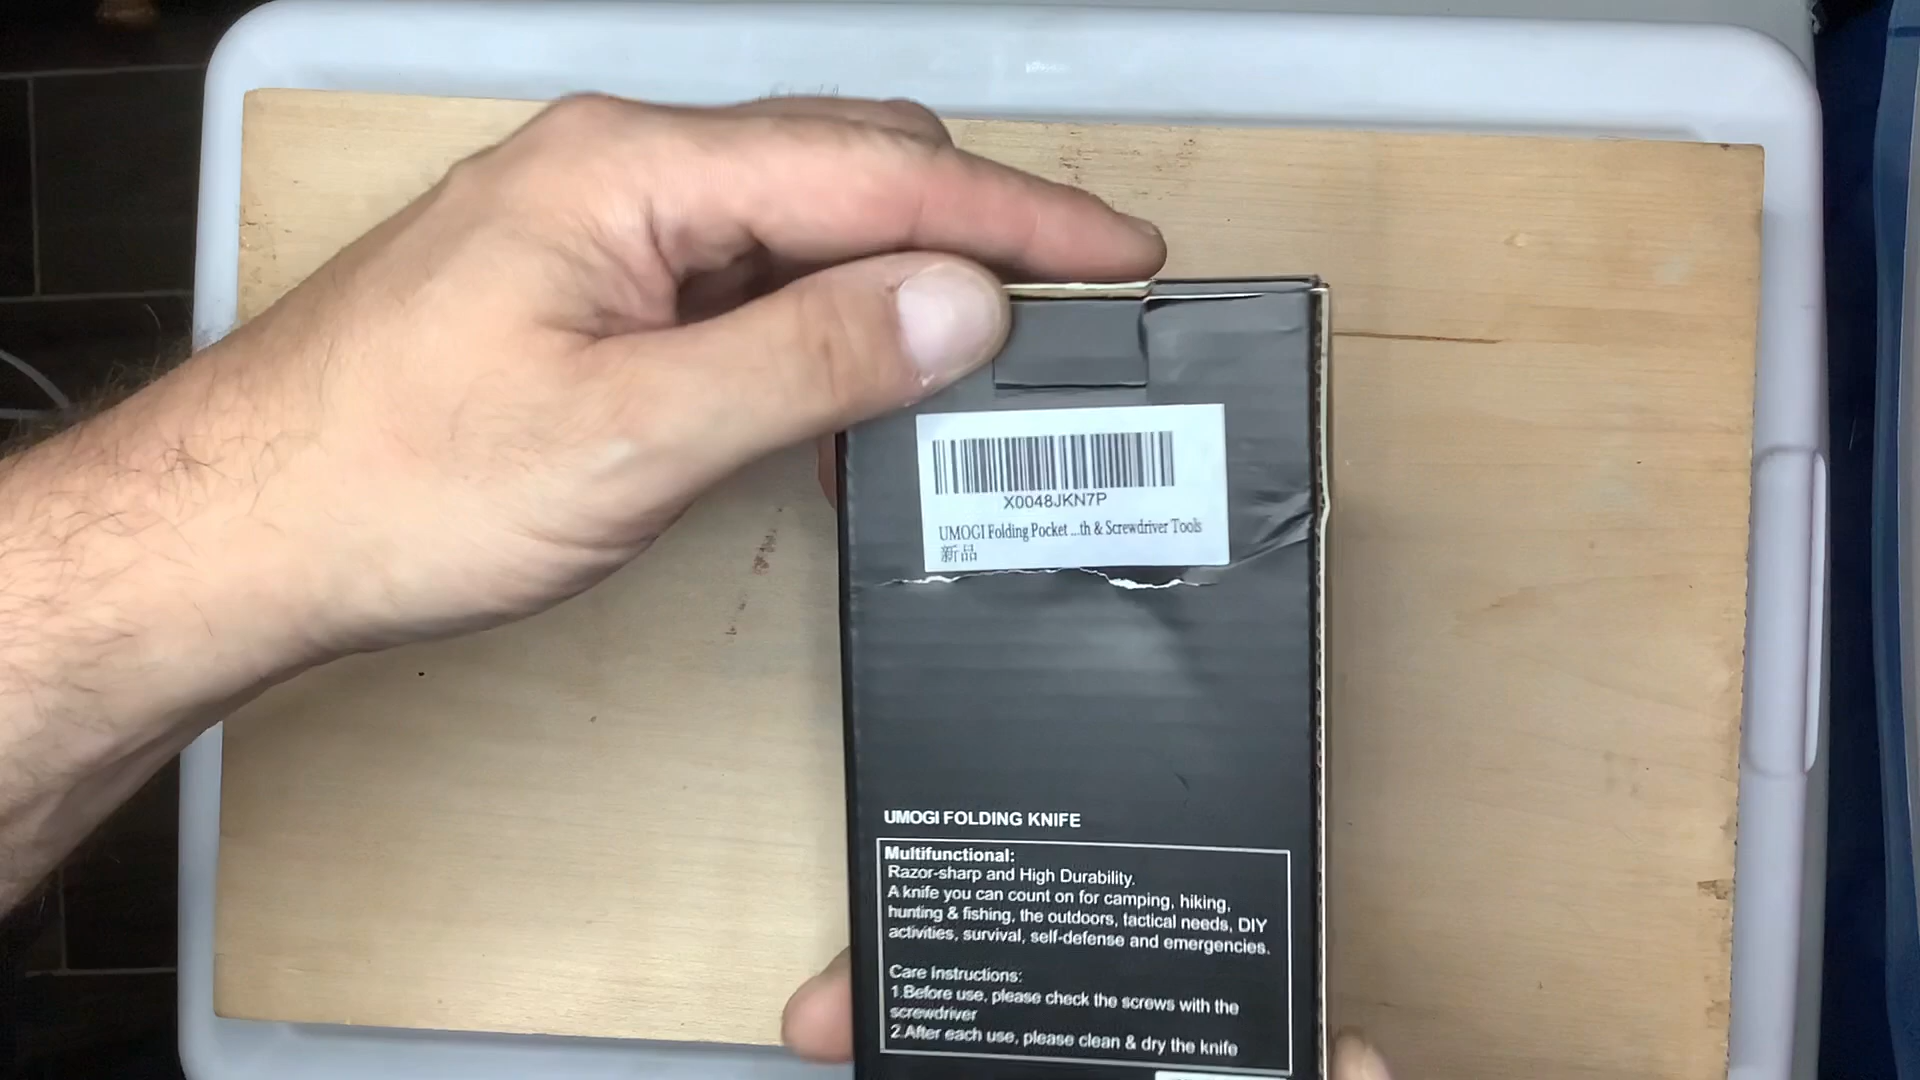 X0048JKN7P
UMOGI Folding Pocket ...th & Screwdriver Tools
新品
UMOGI FOLDING KNIFE
Multifunctional:
Razor-sharp and High Durability.
A knife you can count on for camping, hiking,
hunting & fishing, the outdoors, tactical needs, DIY
activities, survival, self-defense and emergencies.
Care Instructions:
1.Before use, please check the screws with the
screwdriver
2.After each use, please clean & dry the knife